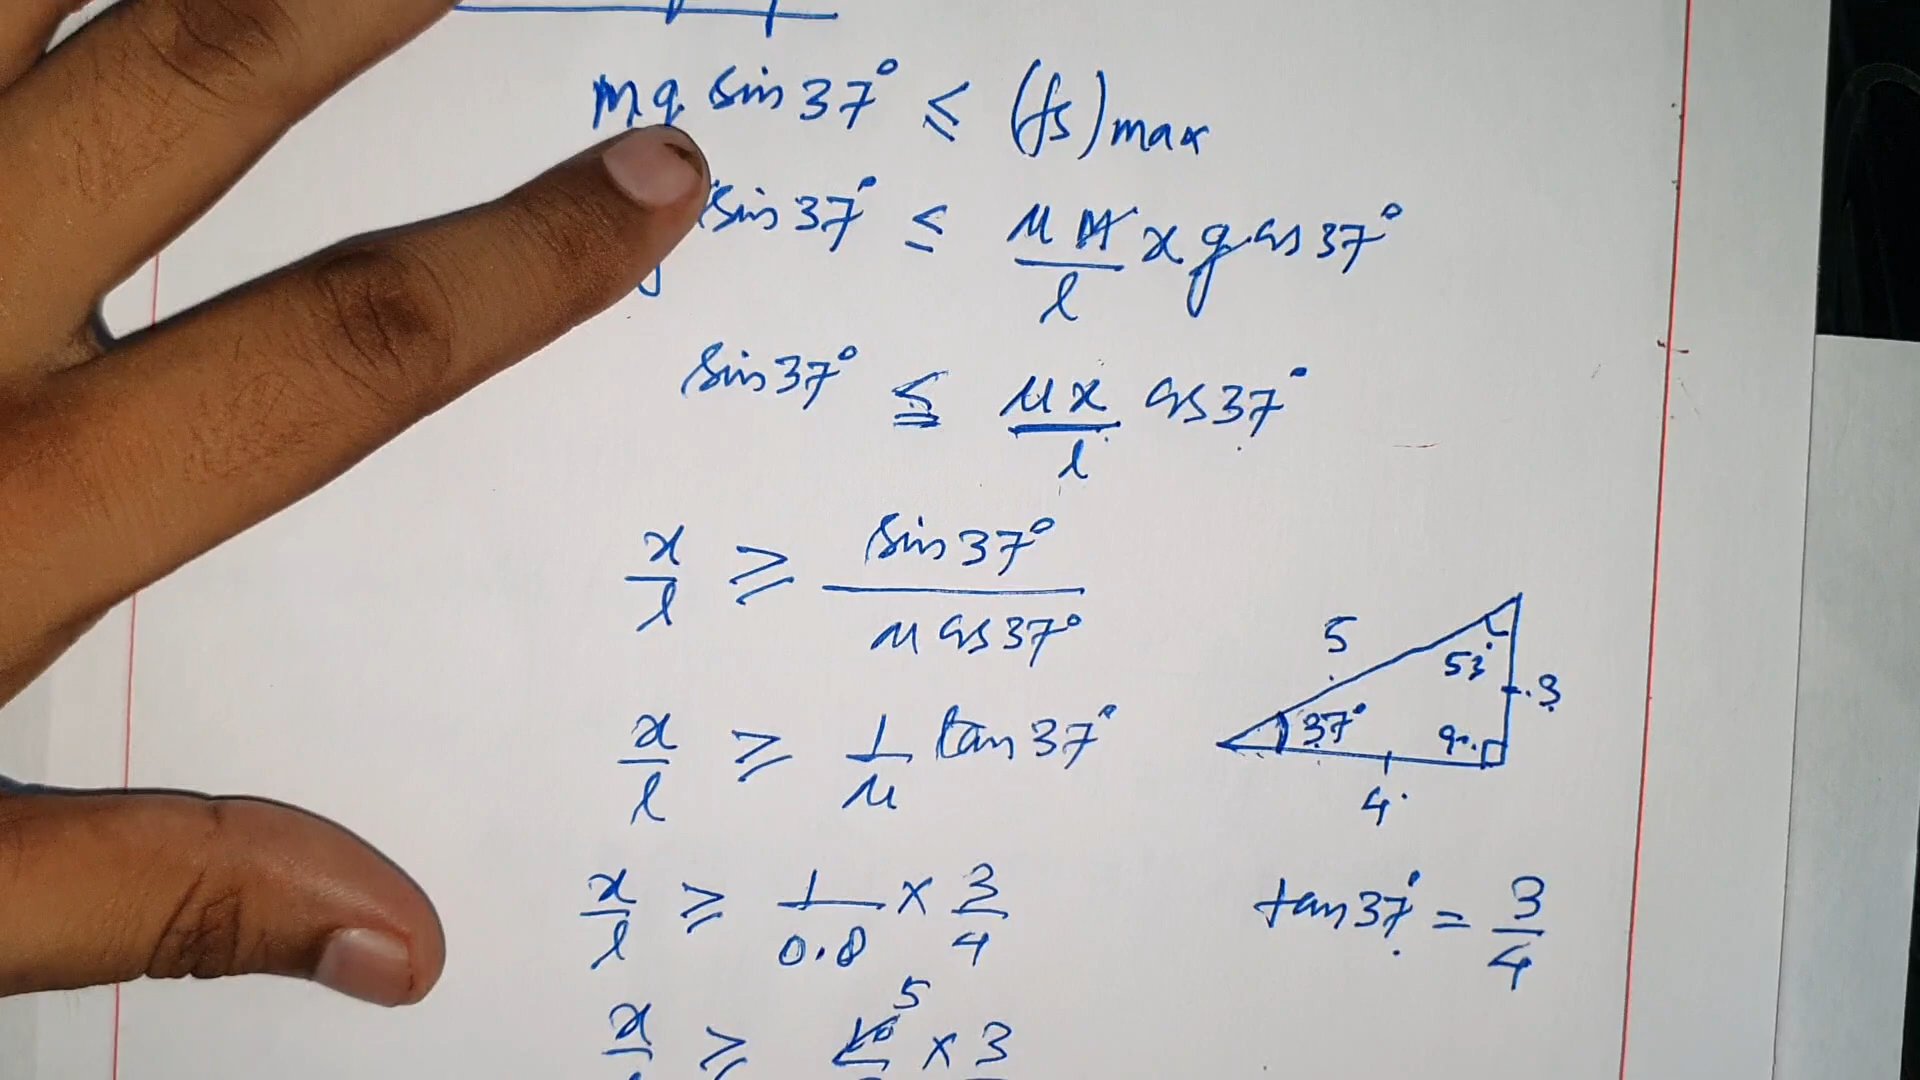 mg sin 37° ≤ (fs)max
sin 37° ≤ μ M/l x g cos 37°
sin 37° ≤ μx/l cos 37°
x/l ≥ sin 37° / μ cos 37°
x/l ≥ 1/μ tan 37°
5
53°
3
37°
90
4
x/l ≥ 1/0.8 × 3/4
tan 37° = 3/4
5
x/l ≥ 10 × 3